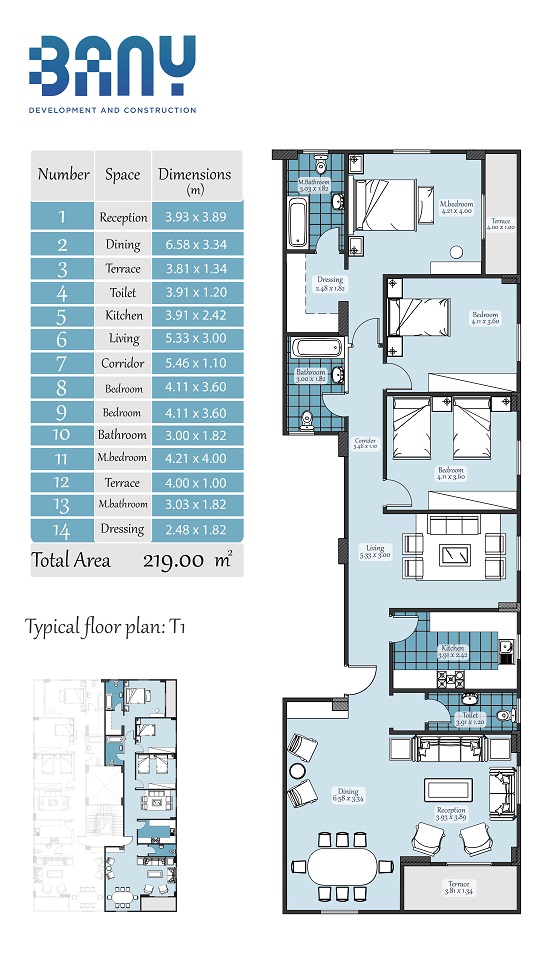 BANY
DEVELOPMENT AND CONSTRUCTION
Number Space Dimensions (m)
1 Reception 3.93 x 3.89
2 Dining 6.58 x 3.34
3 Terrace 3.81 x 1.34
4 Toilet 3.91 x 1.20
5 Kitchen 3.91 x 2.42
6 Living 5.33 x 3.00
7 Corridor 5.46 x 1.10
8 Bedroom 4.11 x 3.60
9 Bedroom 4.11 x 3.60
10 Bathroom 3.00 x 1.82
11 M.bedroom 4.21 x 4.00
12 Terrace 4.00 x 1.00
13 M.bathroom 3.03 x 1.82
14 Dressing 2.48 x 1.82
Total Area 219.00 m²
Typical floor plan: T1
M.Bathroom
3.03 x 1.82
M.bedroom
4.21 x 4.00
Terrace
4.00 x 1.00
Dressing
2.48 x 1.82
Bedroom
4.11 x 3.60
Bathroom
3.00 x 1.82
Corridor
5.46 x 1.10
Bedroom
4.11 x 3.60
Living
5.33 x 3.00
Kitchen
3.91 x 2.42
Toilet
3.91 x 1.20
Dining
6.58 x 3.34
Reception
3.93 x 3.89
Terrace
3.81 x 1.34